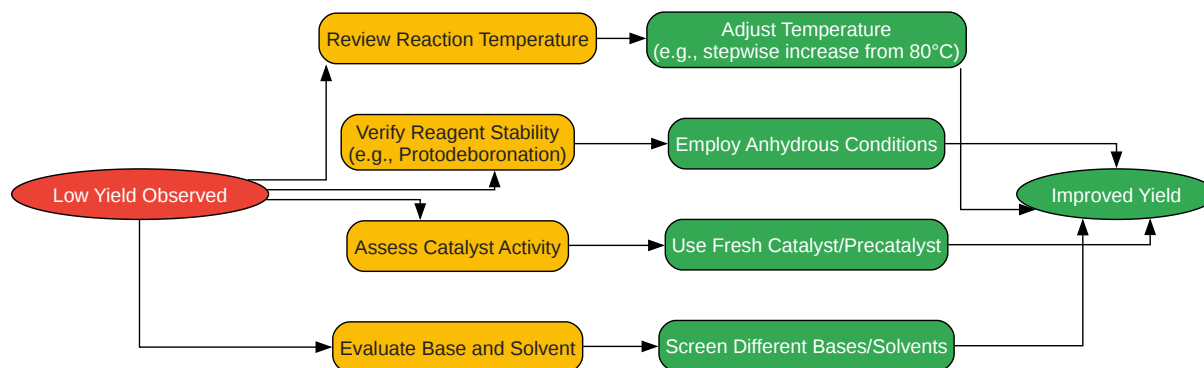 Review Reaction Temperature
Adjust Temperature
(e.g., stepwise increase from 80°C)
Verify Reagent Stability
(e.g., Protodeboronation)
Employ Anhydrous Conditions
Low Yield Observed
Improved Yield
Assess Catalyst Activity
Use Fresh Catalyst/Precatalyst
Evaluate Base and Solvent
Screen Different Bases/Solvents